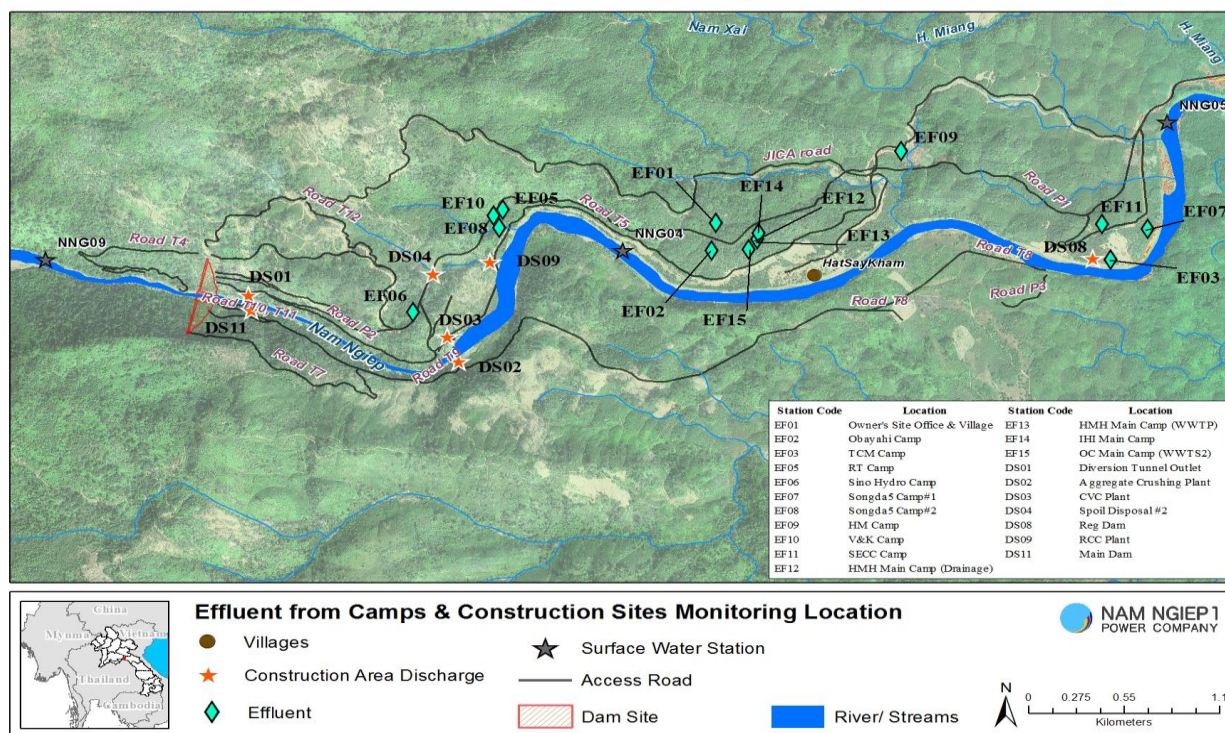 Nam Xai
H. Miang
H. Miang
NNG05
EF09
JICA road
EF14
EF01
EF12
Road P1
Road T12
EF10
EF05
Road T5
EF11
EF07
EF08
EF13
NNG09
Road T4
NNG04
DS08
Road T8
DS04
DS09
HatSayKham
DS01
EF03
EF06
EF02
Road P3
Road T10, T11
Road P2
EF15
Road T8
DS11
DS03
Nam Ngiep
Road T9
DS02
Road T7
Station Code Location Station Code Location
EF01 Owner's Site Office & Village EF13 HMH Main Camp (WWTP)
EF02 Obayahi Camp EF14 IHI Main Camp
EF03 TCM Camp EF15 OC Main Camp (WWTS2)
EF05 RT Camp DS01 Diversion Tunnel Outlet
EF06 Sino Hydro Camp DS02 Aggregate Crushing Plant
EF07 Songda5 Camp#1 DS03 CVC Plant
EF08 Songda5 Camp#2 DS04 Spoil Disposal #2
EF09 HM Camp DS08 Reg Dam
EF10 V&K Camp DS09 RCC Plant
EF11 SECC Camp DS11 Main Dam
EF12 HMH Main Camp (Drainage)
China
Vietnam
Thailand
Cambodia
Effluent from Camps & Construction Sites Monitoring Location
Villages
Surface Water Station
Construction Area Discharge
Access Road
Effluent
Dam Site
River/ Streams
NAM NGIEP 1
POWER COMPANY
N
0 0.275 0.55 1.1
Kilometers